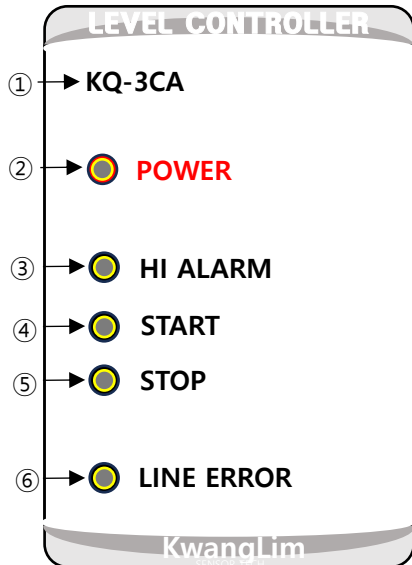 LEVEL CONTROLLER
① KQ-3CA
② POWER
③ HI ALARM
④ START
⑤ STOP
⑥ LINE ERROR
KwangLim